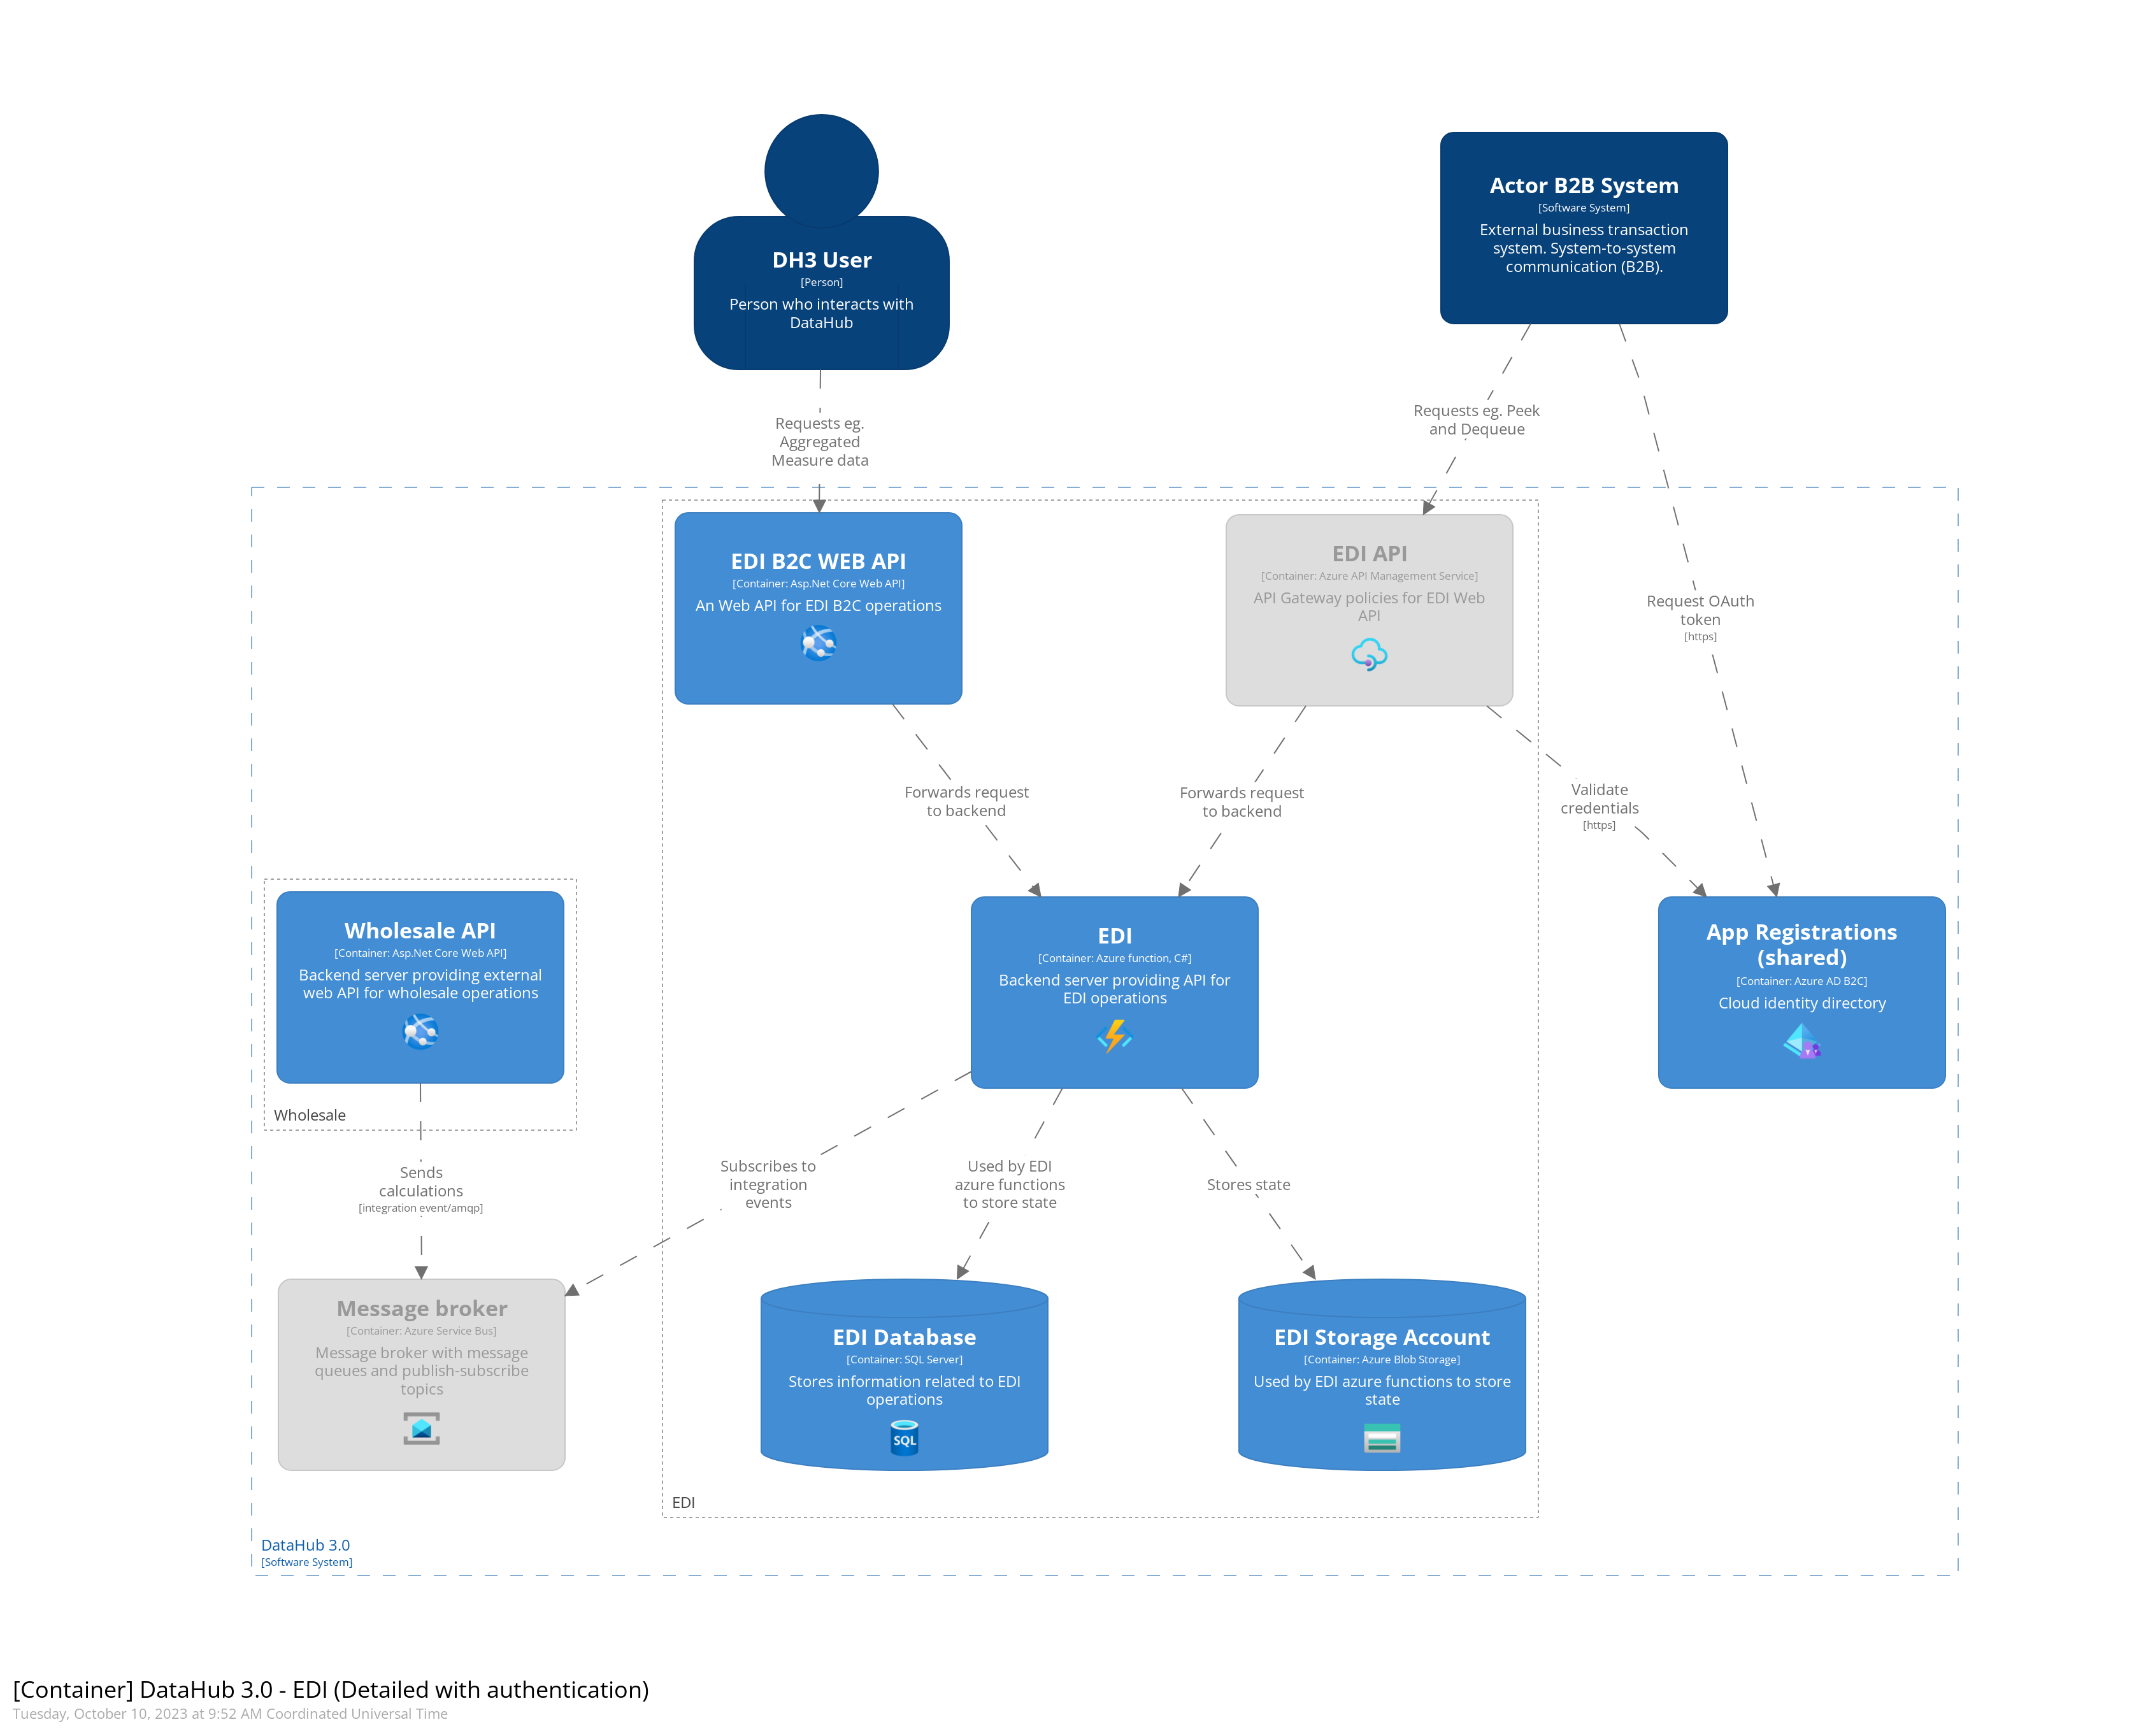 DH3 User
[Person]
Person who interacts with
DataHub
Actor B2B System
[Software System]
External business transaction
system. System-to-system
communication (B2B).
Requests eg.
Aggregated
Measure data
Requests eg. Peek
and Dequeue
Request OAuth
token
[https]
EDI B2C WEB API
[Container: Asp.Net Core Web API]
An Web API for EDI B2C operations
EDI API
[Container: Azure API Management Service]
API Gateway policies for EDI Web
API
Forwards request
to backend
Forwards request
to backend
Validate
credentials
[https]
Wholesale API
[Container: Asp.Net Core Web API]
Backend server providing external
web API for wholesale operations
Wholesale
EDI
[Container: Azure function, C#]
Backend server providing API for
EDI operations
App Registrations
(shared)
[Container: Azure AD B2C]
Cloud identity directory
Sends
calculations
[integration event/amqp]
Subscribes to
integration
events
Used by EDI
azure functions
to store state
Stores state
Message broker
[Container: Azure Service Bus]
Message broker with message
queues and publish-subscribe
topics
EDI Database
[Container: SQL Server]
Stores information related to EDI
operations
SQL
EDI Storage Account
[Container: Azure Blob Storage]
Used by EDI azure functions to store
state
EDI
DataHub 3.0
[Software System]
[Container] DataHub 3.0 - EDI (Detailed with authentication)
Tuesday, October 10, 2023 at 9:52 AM Coordinated Universal Time